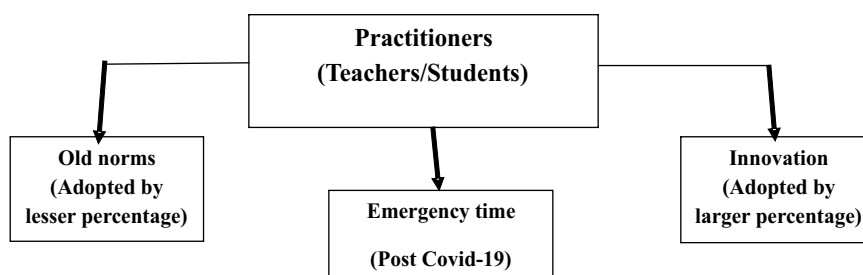 Practitioners
(Teachers/Students)
Old norms
(Adopted by
lesser percentage)
Emergency time
(Post Covid-19)
Innovation
(Adopted by
larger percentage)